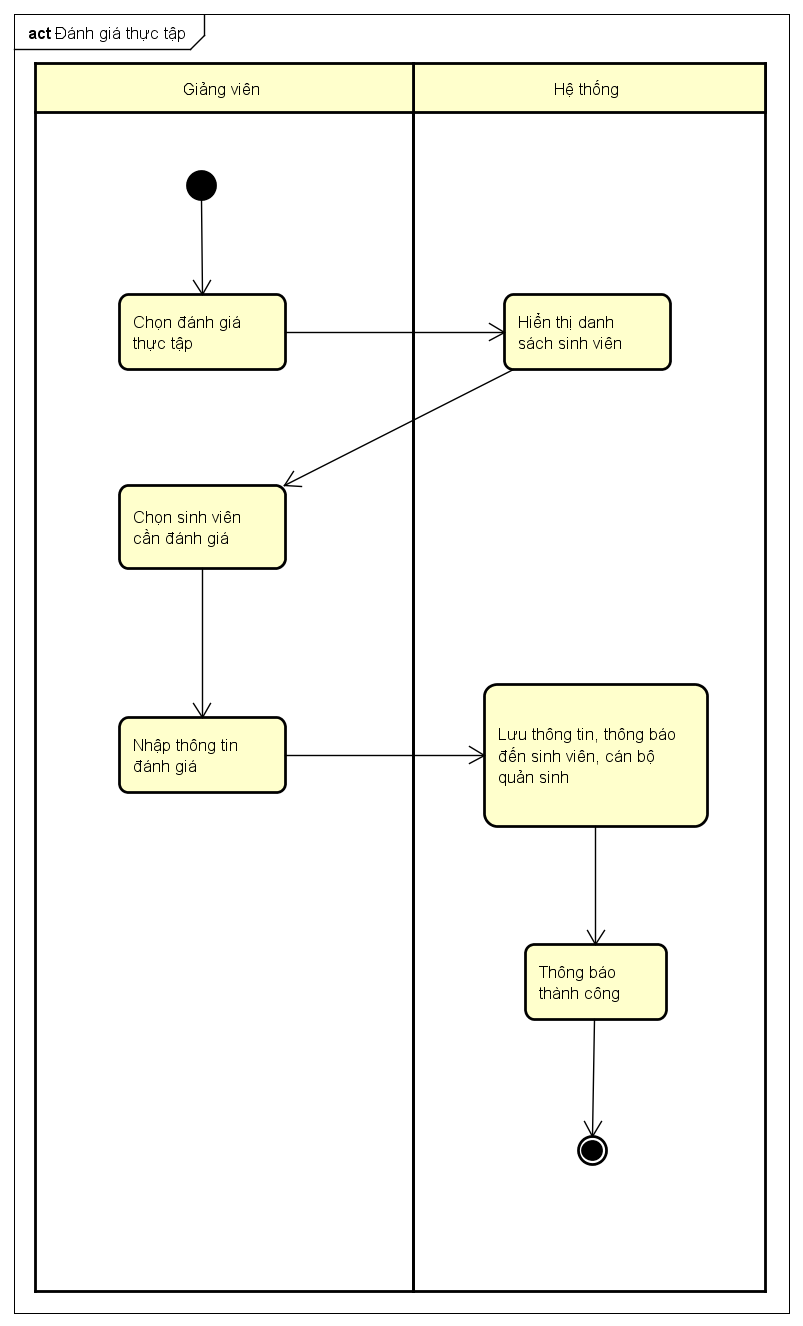 act Đánh giá thực tập
Giảng viên
Hệ thống
Chọn đánh giá
thực tập
Hiển thị danh
sách sinh viên
Chọn sinh viên
cần đánh giá
Nhập thông tin
đánh giá
Lưu thông tin, thông báo
đến sinh viên, cán bộ
quản sinh
Thông báo
thành công